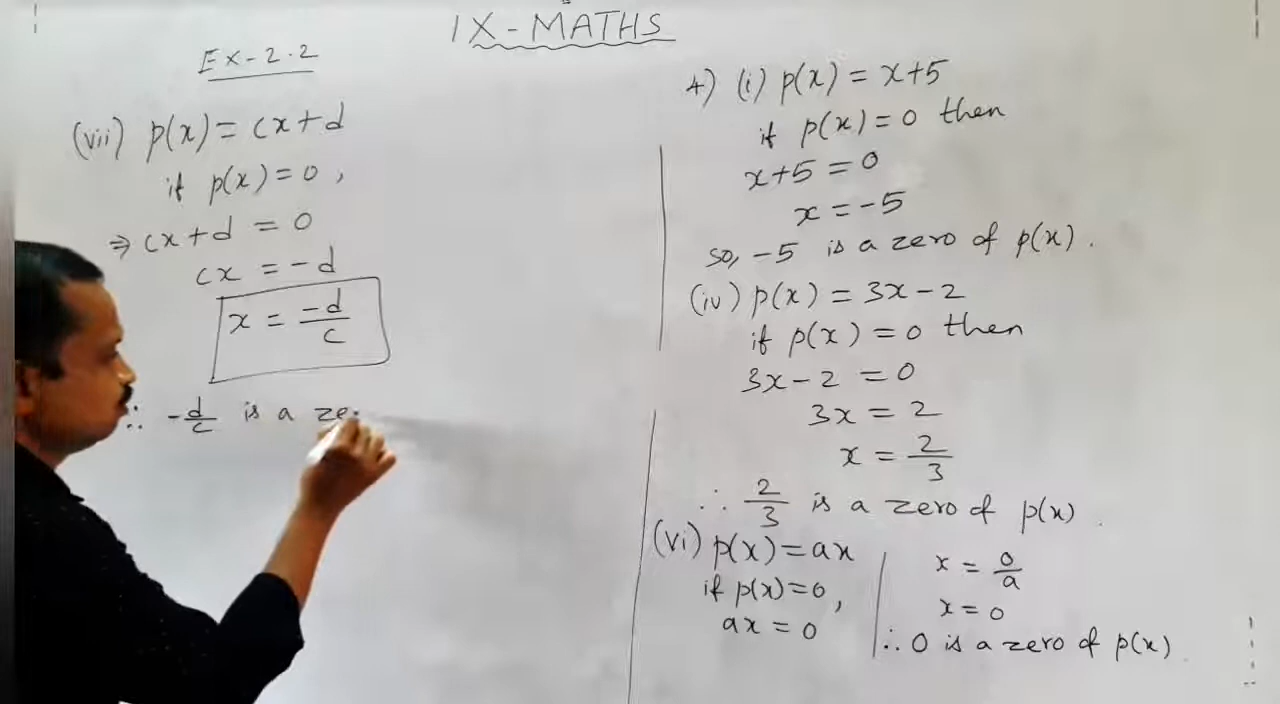 IX-MATHS
EX-2.2
(vii) p(x) = cx+d
if p(x) = 0,
⇒ cx+d = 0
cx = -d
x = -d/c
∴ -d/c is a ze
4) (i) p(x) = x+5
if p(x) = 0 then
x+5 = 0
x = -5
so, -5 is a zero of p(x).
(iv) p(x) = 3x-2
if p(x) = 0 then
3x-2 = 0
3x = 2
x = 2/3
∴ 2/3 is a zero of p(x).
(vi) p(x) = ax
if p(x) = 0,
ax = 0
x = 0/a
x = 0
∴ 0 is a zero of p(x)